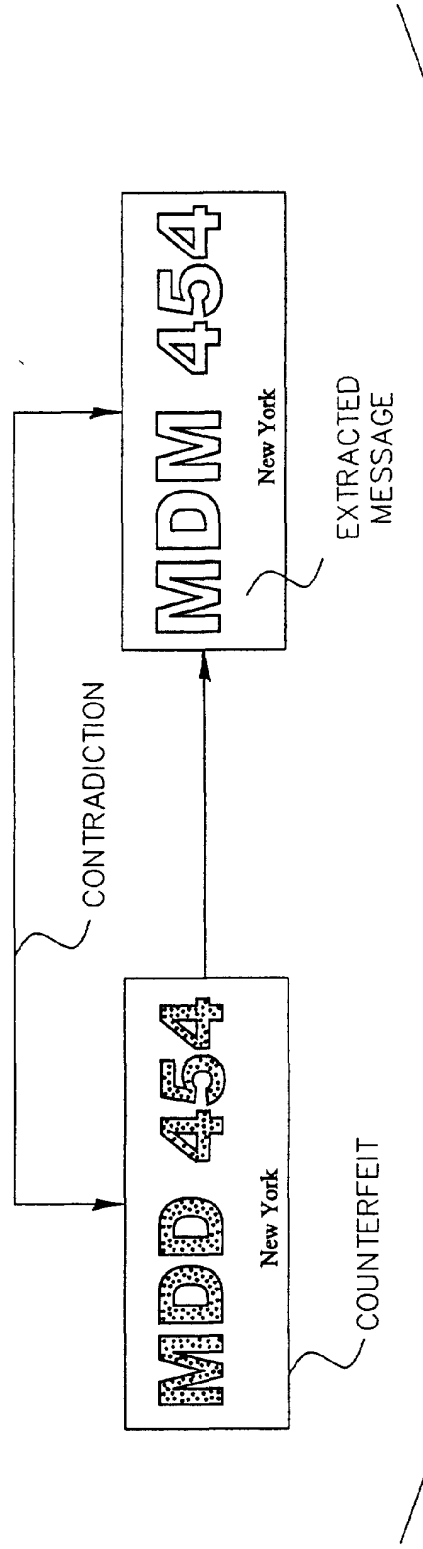 CONTRADICTION
MDD 454
New York
COUNTERFEIT
MDM 454
New York
EXTRACTED
MESSAGE